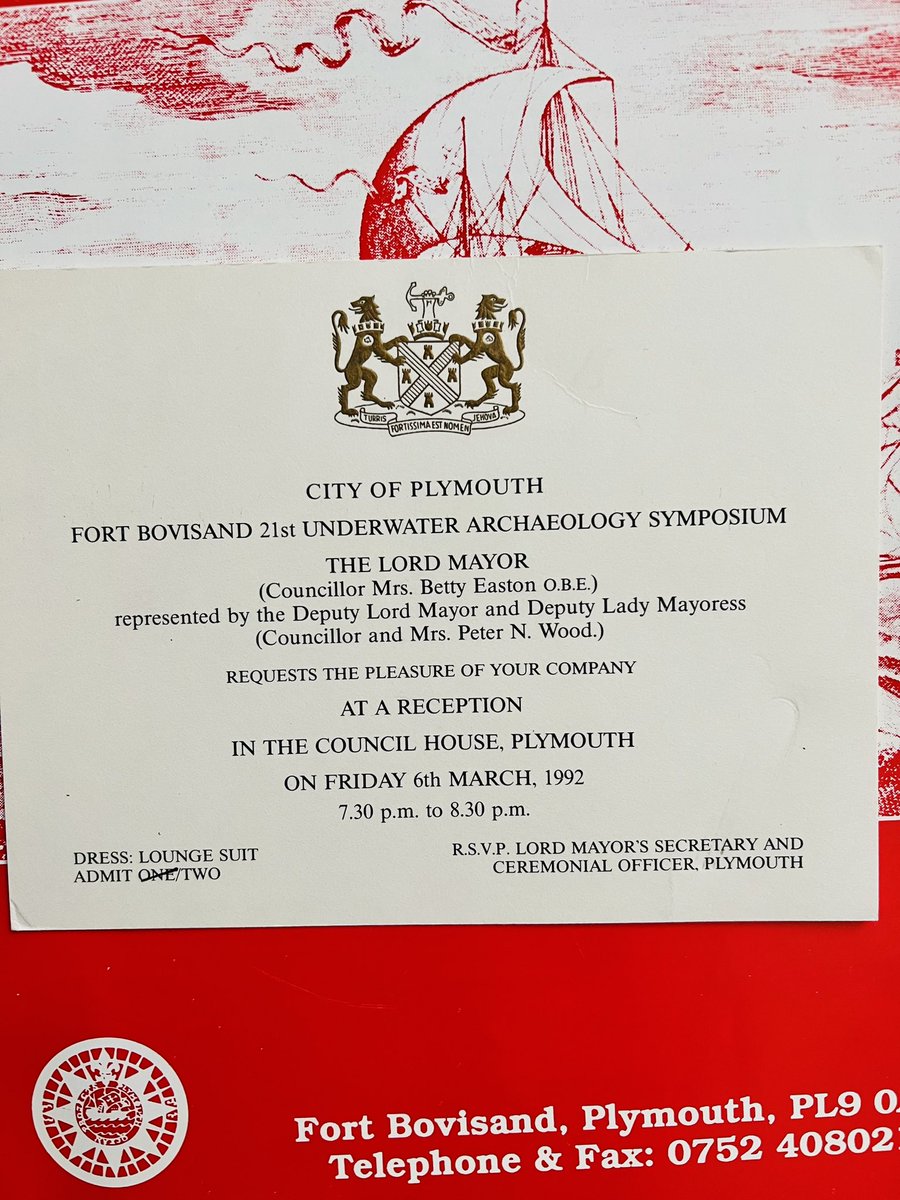 TURRIS
JEHOVA
FORTISSIMA EST NOMEN
CITY OF PLYMOUTH
FORT BOVISAND 21st UNDERWATER ARCHAEOLOGY SYMPOSIUM
THE LORD MAYOR
(Councillor Mrs. Betty Easton O.B.E.)
represented by the Deputy Lord Mayor and Deputy Lady Mayoress
(Councillor and Mrs. Peter N. Wood.)
REQUESTS THE PLEASURE OF YOUR COMPANY
AT A RECEPTION
IN THE COUNCIL HOUSE, PLYMOUTH
ON FRIDAY 6th MARCH, 1992
7.30 p.m. to 8.30 p.m.
DRESS: LOUNGE SUIT
ADMIT ONE/TWO
R.S.V.P. LORD MAYOR'S SECRETARY AND
CEREMONIAL OFFICER, PLYMOUTH
Fort Bovisand, Plymouth, PL9
Telephone & Fax: 0752 408021